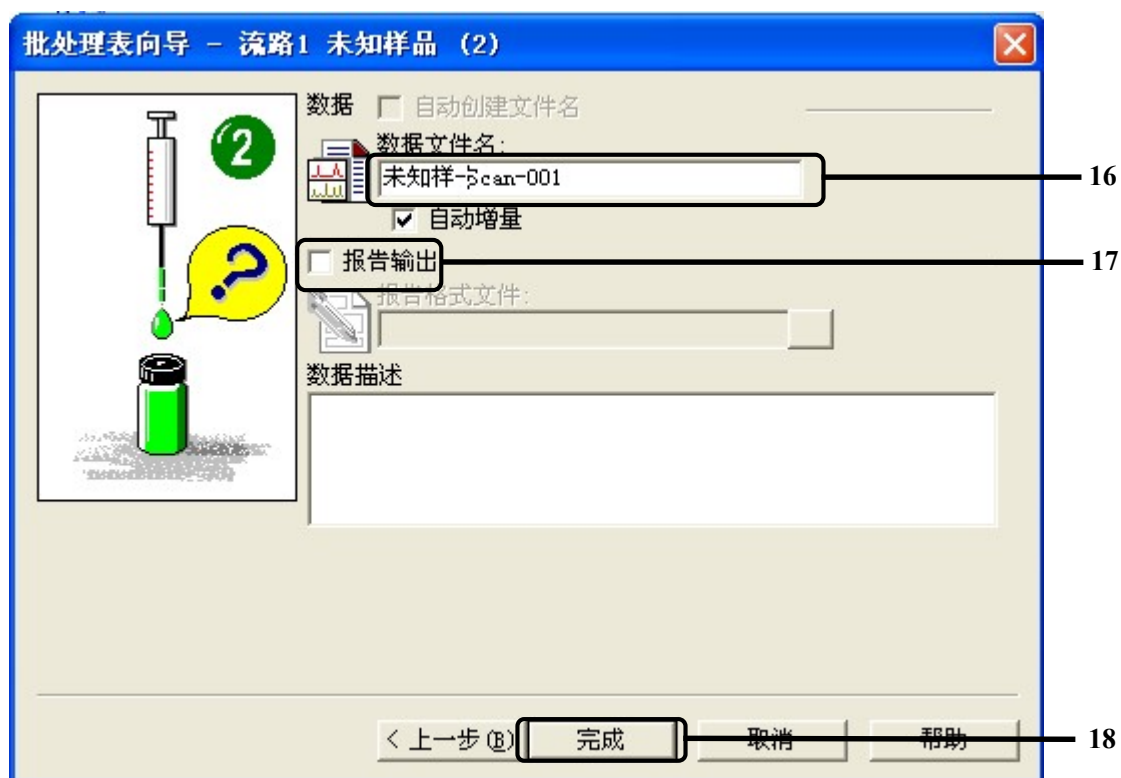 批处理表向导 - 流路1 未知样品 (2)
数据 自动创建文件名
2
数据文件名:
未知样-Scan-001
16
自动增量
?
报告输出
17
报告格式文件:
数据描述
< 上一步(B) 完成 取消 帮助
18